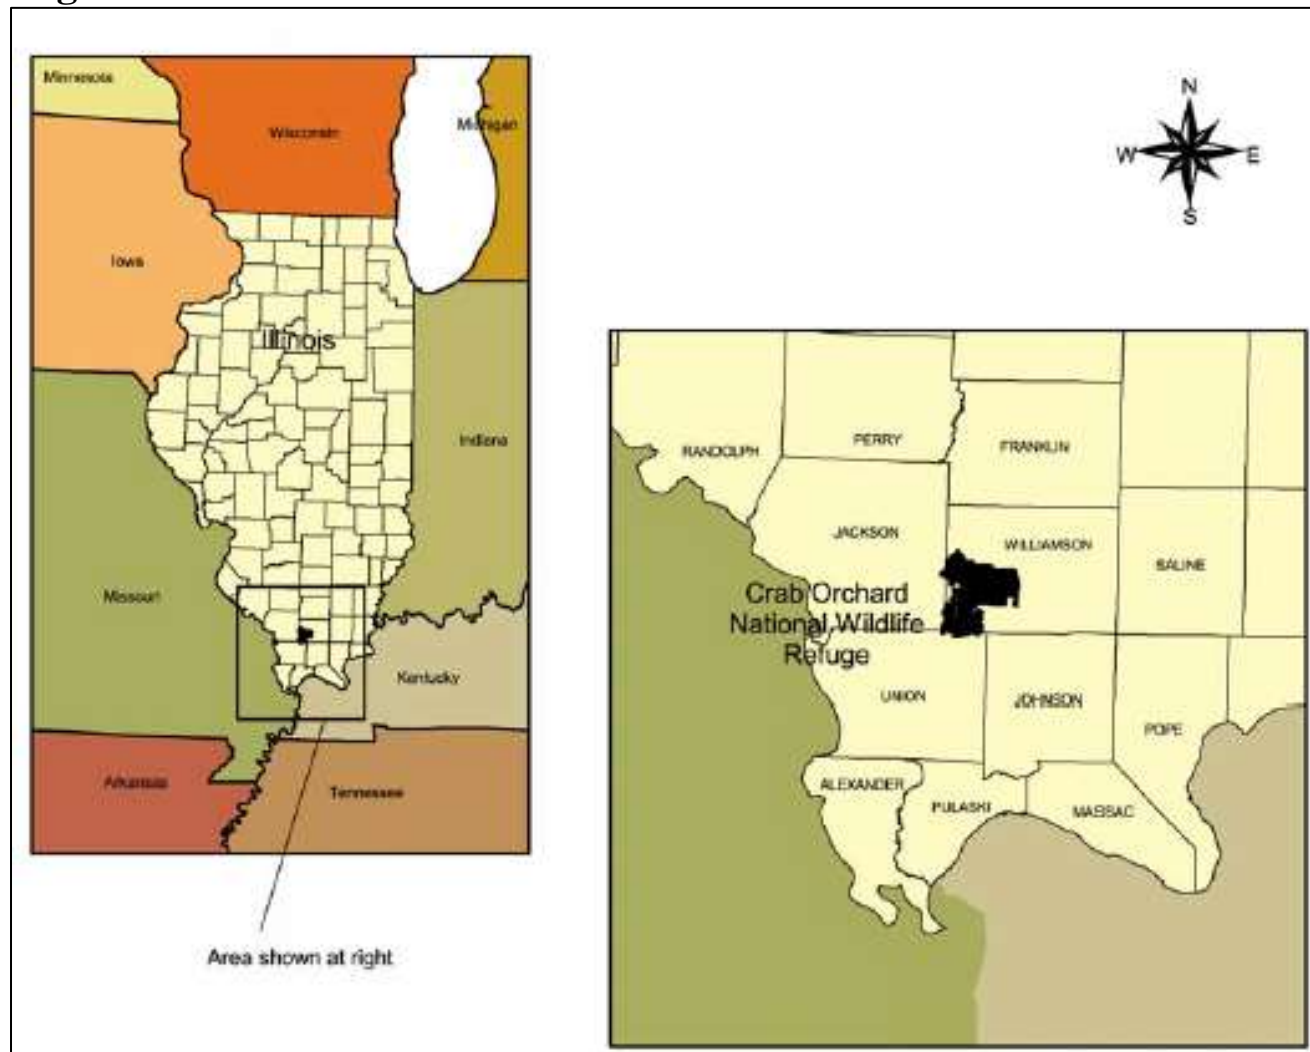 Minnesota
Wisconsin
Michigan
Iowa
Illinois
Indiana
Missouri
Kentucky
Arkansas
Tennessee
Area shown at right
N
W E
S
RANDOLPH
PERRY
FRANKLIN
JACKSON
WILLIAMSON
SALINE
Crab Orchard
National Wildlife
Refuge
UNION
JOHNSON
POPE
ALEXANDER
PULASKI
MASSAC